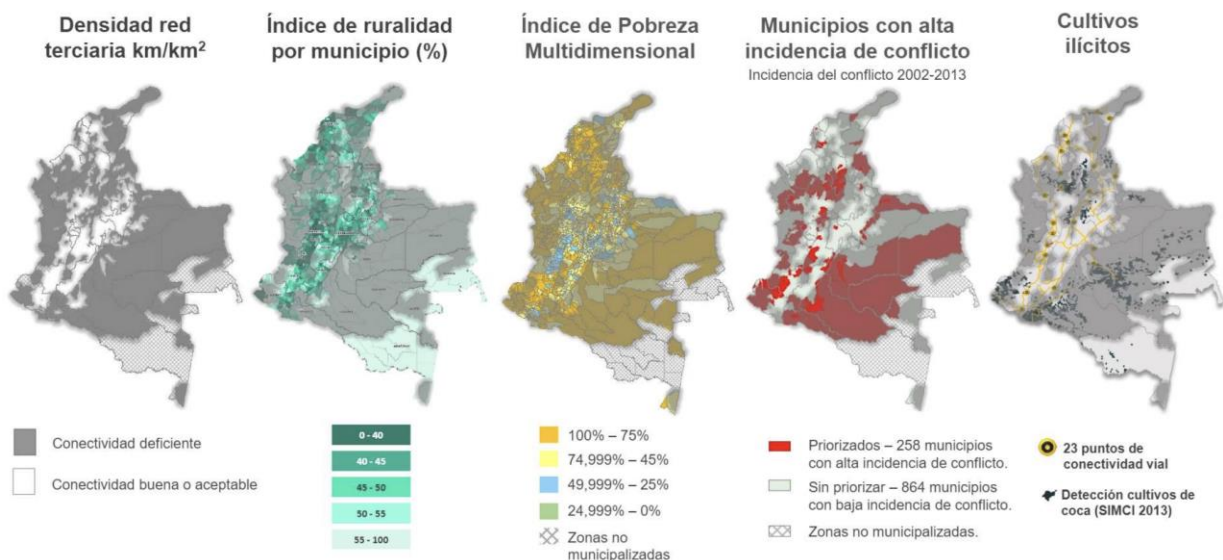 Densidad red
terciaria km/km²
Índice de ruralidad
por municipio (%)
Índice de Pobreza
Multidimensional
Municipios con alta
incidencia de conflicto
Incidencia del conflicto 2002-2013
Cultivos
ilícitos
Conectividad deficiente
Conectividad buena o aceptable
0 - 40
40 - 45
45 - 50
50 - 55
55 - 100
100% – 75%
74,999% – 45%
49,999% – 25%
24,999% – 0%
Zonas no
municipalizadas
Priorizados – 258 municipios
con alta incidencia de conflicto.
Sin priorizar – 864 municipios
con baja incidencia de conflicto.
Zonas no municipalizadas.
23 puntos de
conectividad vial
Detección cultivos de
coca (SIMCI 2013)